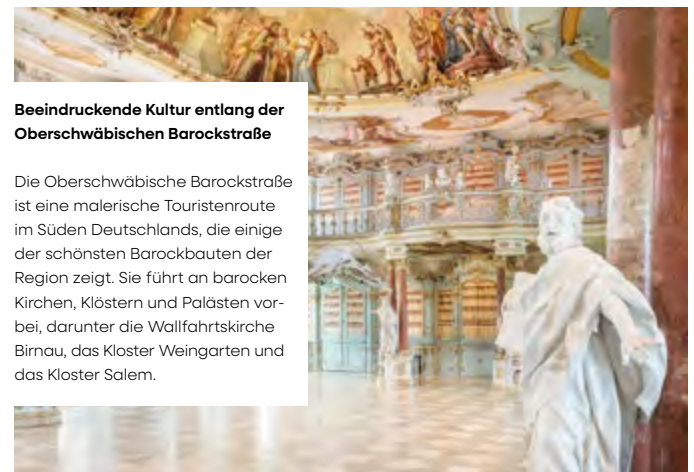 Beeindruckende Kultur entlang der
Oberschwäbischen Barockstraße
Die Oberschwäbische Barockstraße
ist eine malerische Touristenroute
im Süden Deutschlands, die einige
der schönsten Barockbauten der
Region zeigt. Sie führt an barocken
Kirchen, Klöstern und Palästen vor-
bei, darunter die Wallfahrtskirche
Birnau, das Kloster Weingarten und
das Kloster Salem.